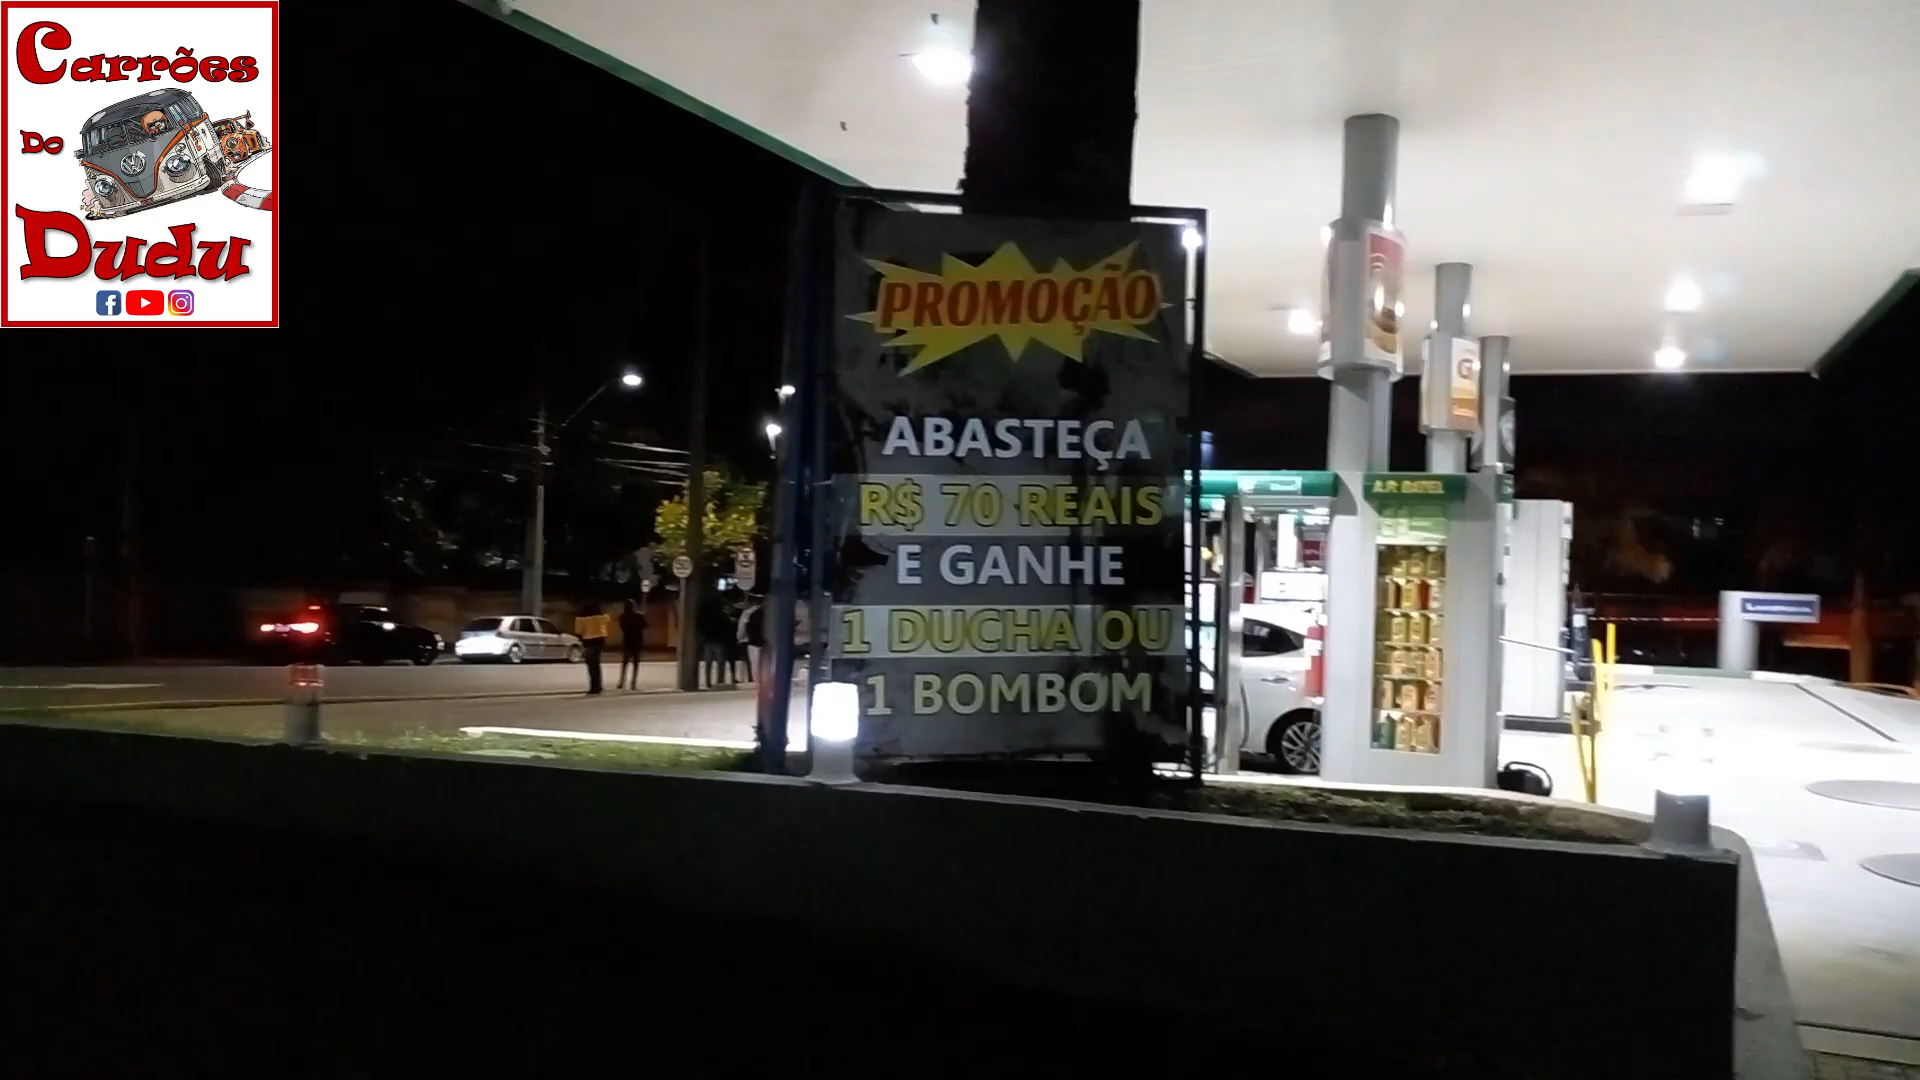 Carrões
Do
Dudu
PROMOÇÃO
ABASTEÇA
R$ 70 REAIS
E GANHE
1 DUCHA OU
1 BOMBOM